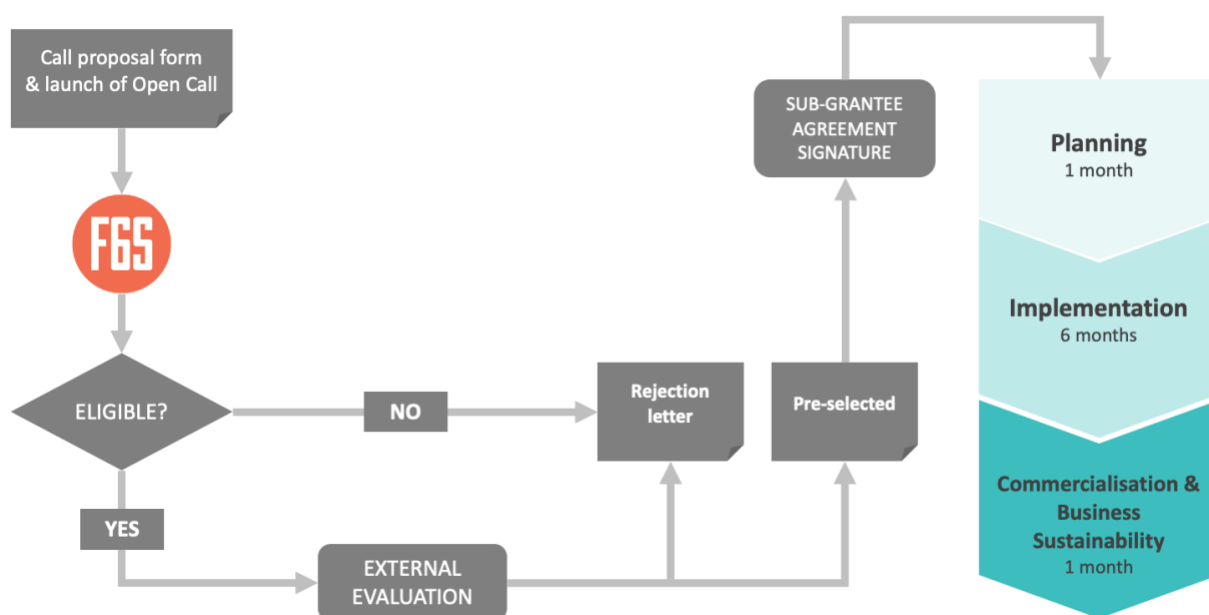 Call proposal form
& launch of Open Call
F6S
ELIGIBLE?
NO
YES
EXTERNAL
EVALUATION
Rejection
letter
Pre-selected
SUB-GRANTEE
AGREEMENT
SIGNATURE
Planning
1 month
Implementation
6 months
Commercialisation &
Business
Sustainability
1 month